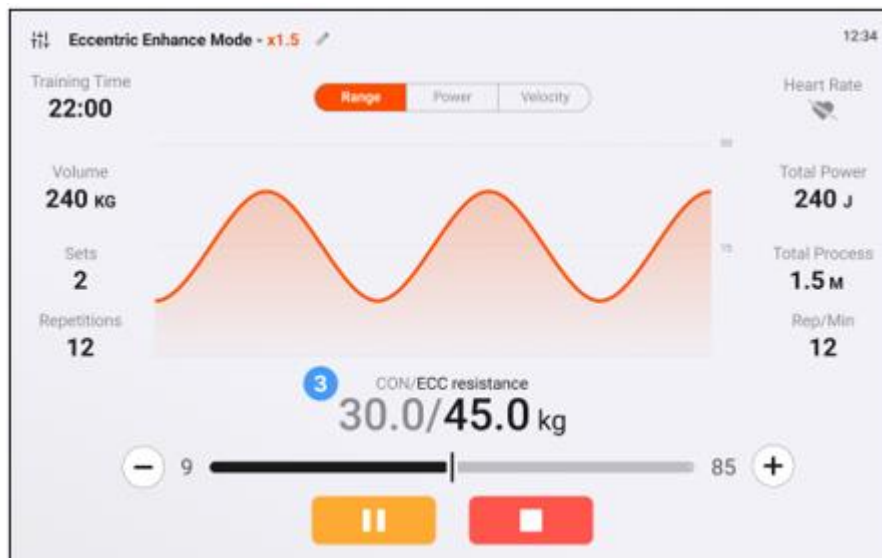 Eccentric Enhance Mode - x1.5
12:34
Training Time
22:00
Range Power Velocity
Heart Rate
Volume
240 KG
Total Power
240 J
Sets
2
15
Total Process
1.5 M
Repetitions
12
Rep/Min
12
3
CON/ECC resistance
30.0/45.0 kg
9
85